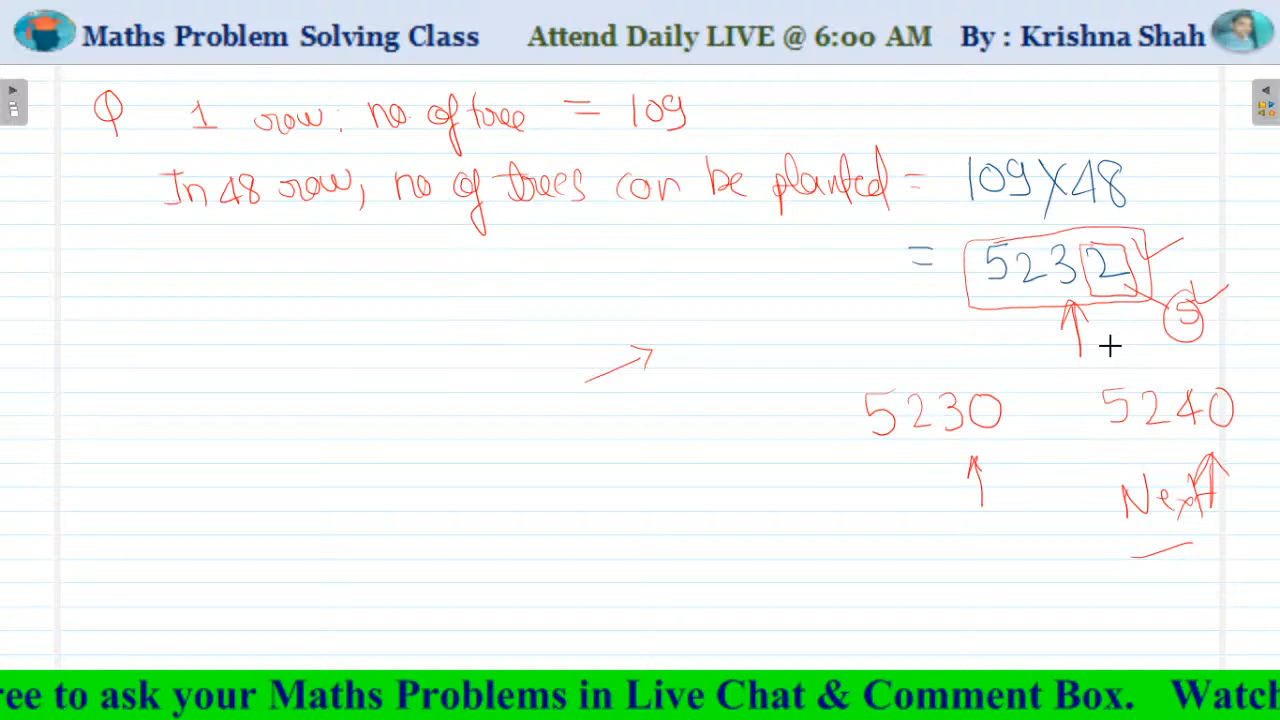 Maths Problem Solving Class Attend Daily LIVE @ 6:00 AM By : Krishna Shah
Q 1 row: no. of tree = 109
In 48 row, no of trees can be planted = 109 X 48
= 5232
5
5230 5240
Next
ree to ask your Maths Problems in Live Chat & Comment Box. Watch